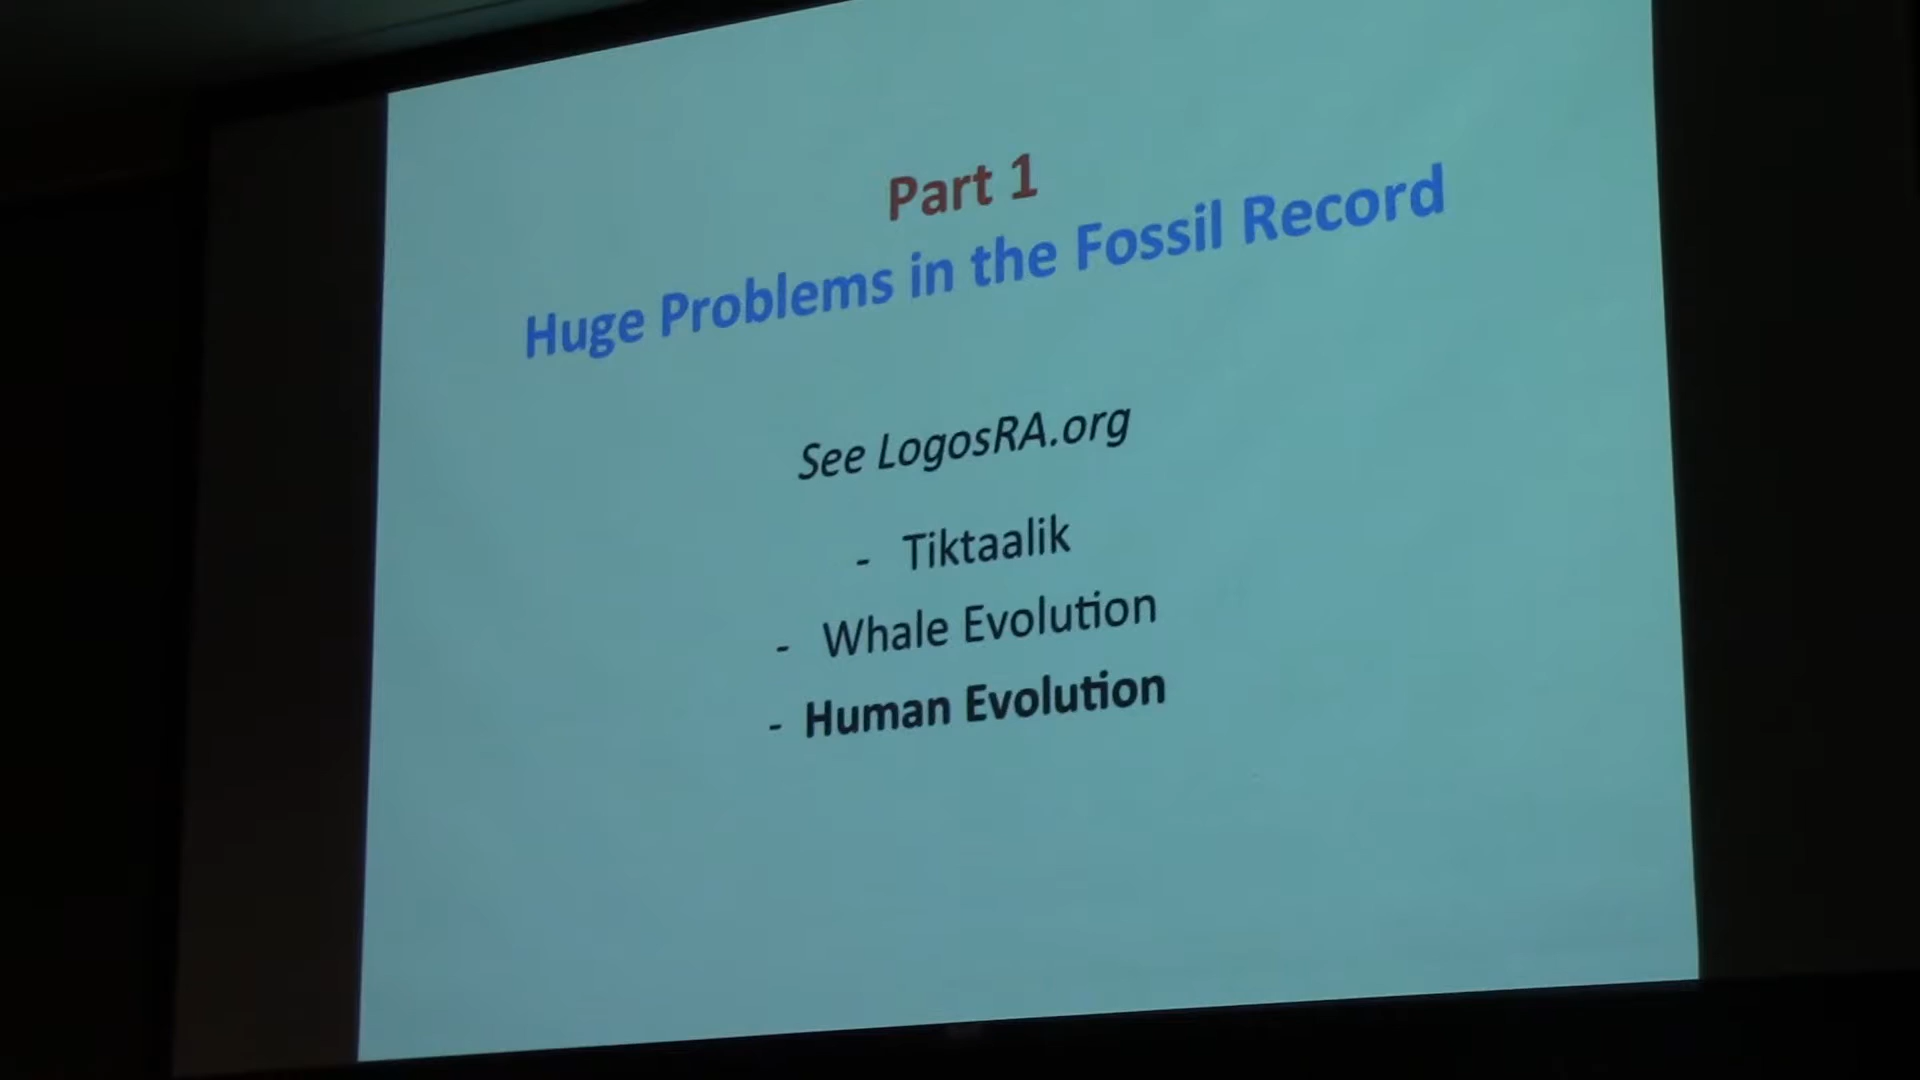 Part 1
Huge Problems in the Fossil Record
See LogosRA.org
- Tiktaalik
- Whale Evolution
- Human Evolution